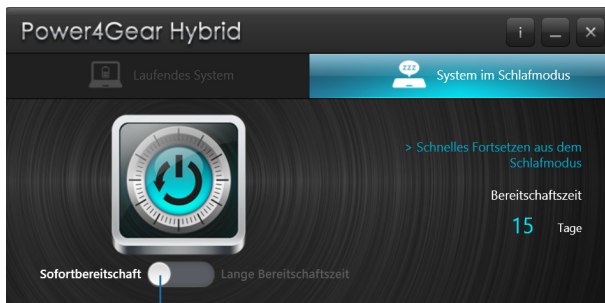 Power4Gear Hybrid
i
Laufendes System
zzz
System im Schlafmodus
> Schnelles Fortsetzen aus dem
Schlafmodus
Bereitschaftszeit
15 Tage
Sofortbereitschaft
Lange Bereitschaftszeit